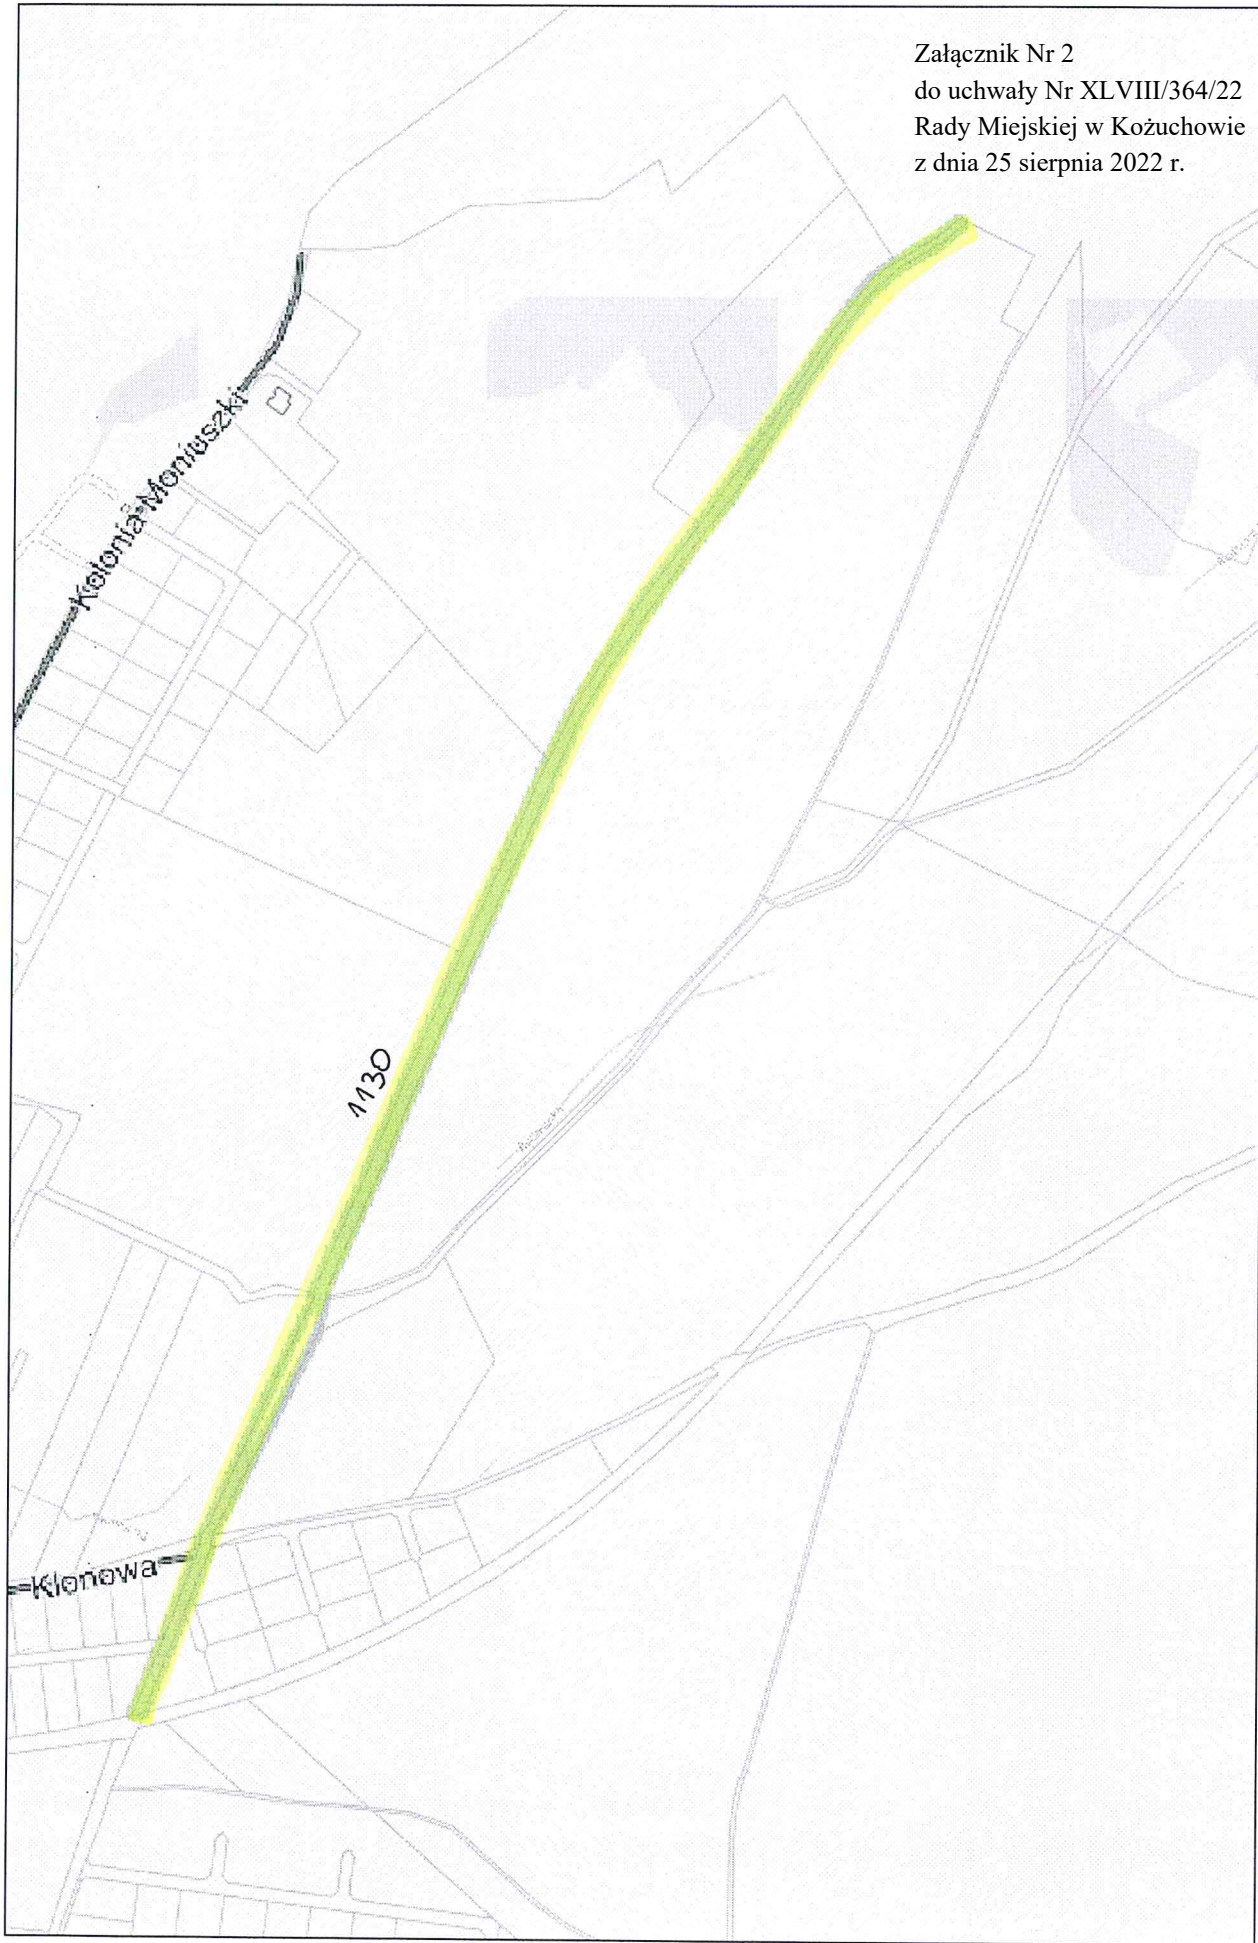 Załącznik Nr 2
do uchwały Nr XLVIII/364/22
Rady Miejskiej w Kożuchowie
z dnia 25 sierpnia 2022 r.
Kolonia Moniuszki
1130
Klonowa